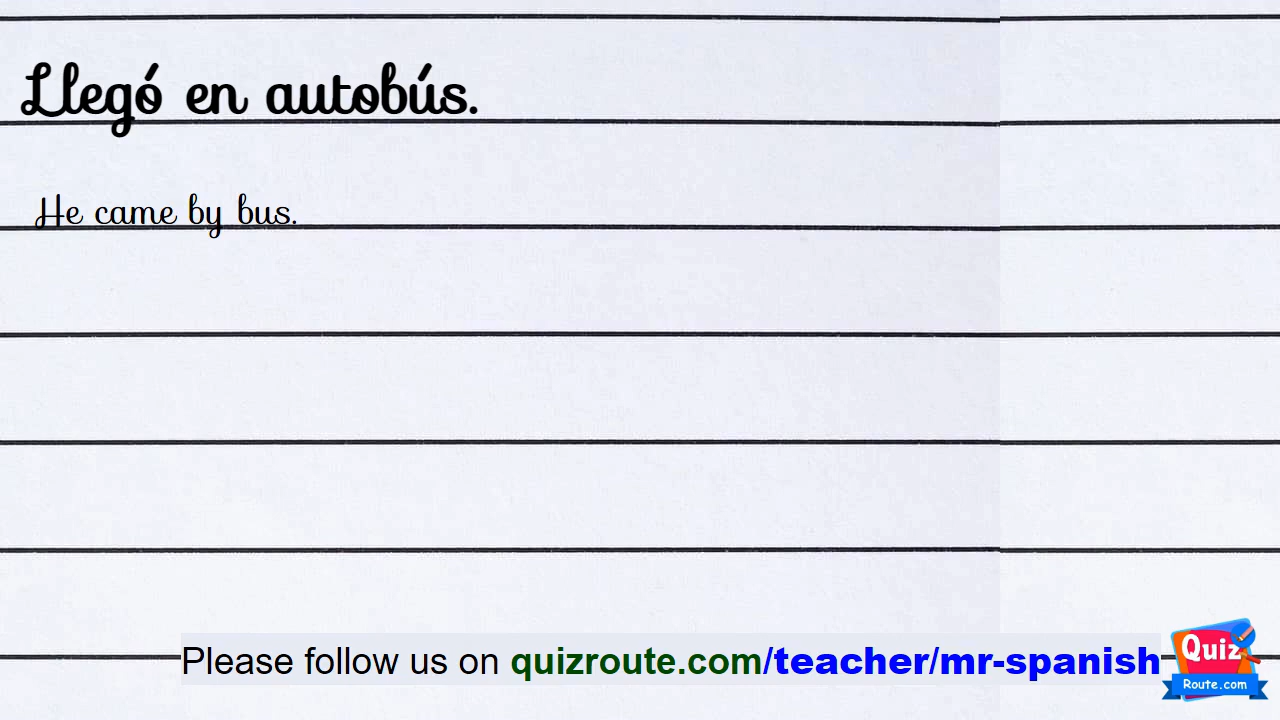 Llegó en autobús.
He came by bus.
Please follow us on quizroute.com/teacher/mr-spanish
Quiz
Route.com